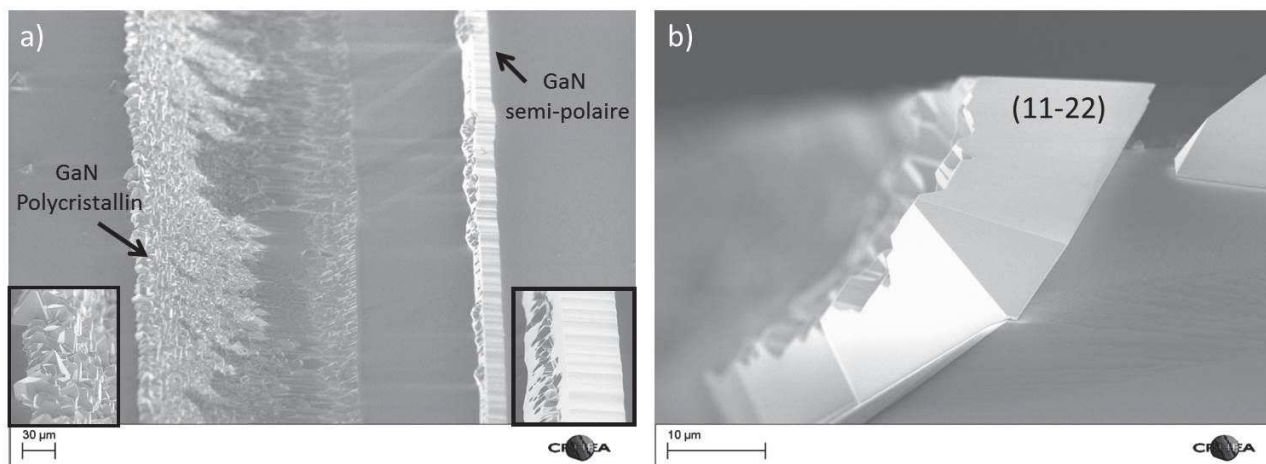 a)
GaN
semi-polaire
GaN
Polycristallin
30 µm
b)
(11-22)
10 µm